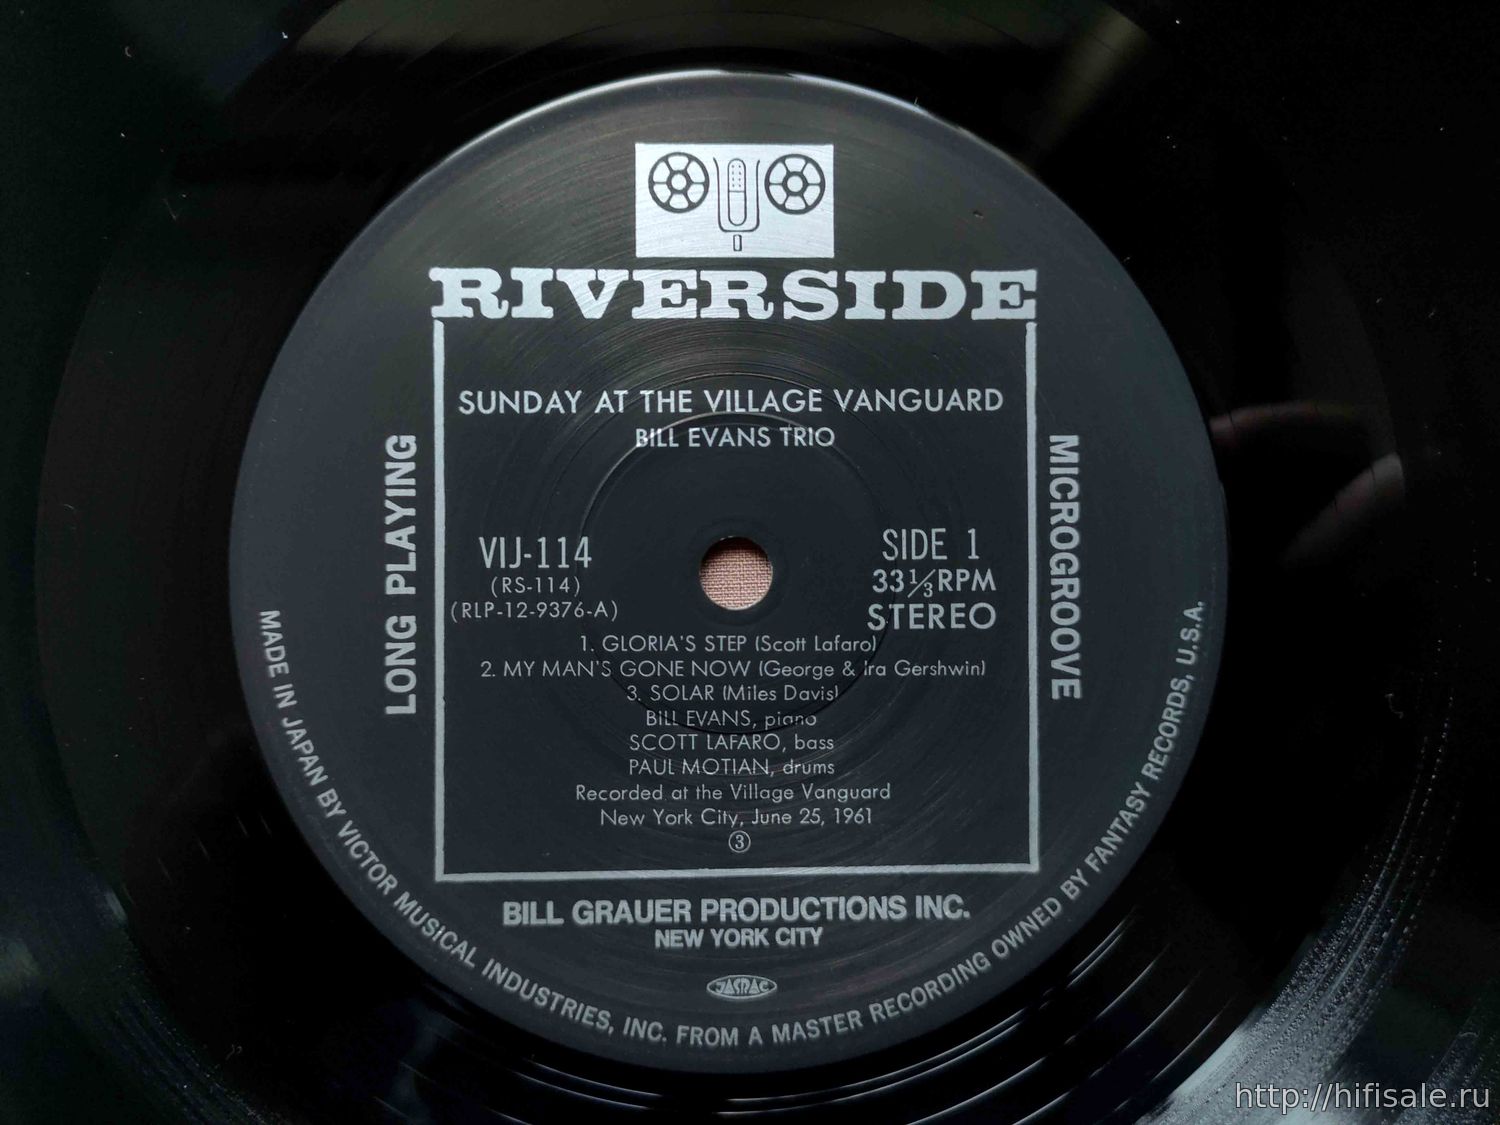 RIVERSIDE
SUNDAY AT THE VILLAGE VANGUARD
BILL EVANS TRIO
LONG PLAYING
MICROGROOVE
VIJ-114
(RS-114)
(RLP-12-9376-A)
SIDE 1
33 1/3 RPM
STEREO
1. GLORIA'S STEP (Scott Lafaro)
2. MY MAN'S GONE NOW (George & Ira Gershwin)
3. SOLAR (Miles Davis)
BILL EVANS, piano
SCOTT LAFARO, bass
PAUL MOTIAN, drums
Recorded at the Village Vanguard
New York City, June 25, 1961
③
BILL GRAUER PRODUCTIONS INC.
NEW YORK CITY
JASRAC
MADE IN JAPAN BY VICTOR MUSICAL INDUSTRIES, INC. FROM A MASTER RECORDING OWNED BY FANTASY RECORDS, U.S.A.
http://hifisale.ru